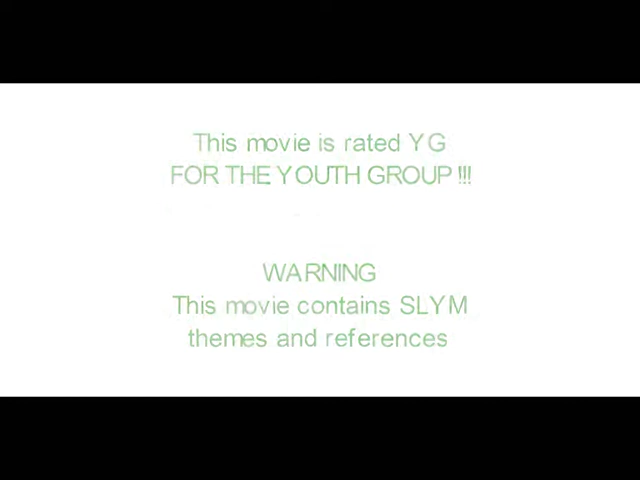 This movie is rated YG
FOR THE YOUTH GROUP !!!
WARNING
This movie contains SLYM
themes and references